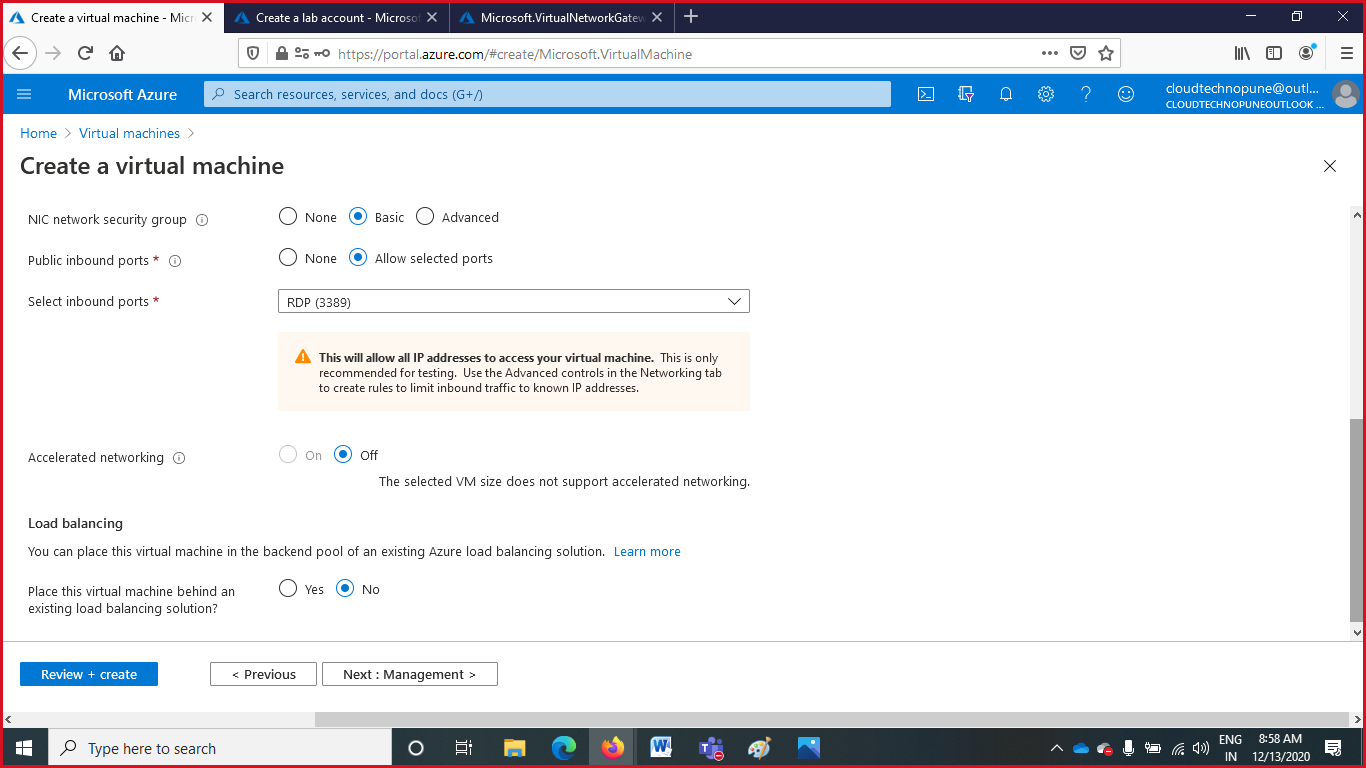 Create a virtual machine - Micr
Create a lab account - Microsof
Microsoft.VirtualNetworkGatew
https://portal.azure.com/#create/Microsoft.VirtualMachine
Microsoft Azure
Search resources, services, and docs (G+/)
cloudtechnopune@outl...
CLOUDTECHNOPUNEOUTLOOK ...
Home > Virtual machines >
Create a virtual machine
NIC network security group
None Basic Advanced
Public inbound ports *
None Allow selected ports
Select inbound ports *
RDP (3389)
This will allow all IP addresses to access your virtual machine. This is only
recommended for testing. Use the Advanced controls in the Networking tab
to create rules to limit inbound traffic to known IP addresses.
Accelerated networking
On Off
The selected VM size does not support accelerated networking.
Load balancing
You can place this virtual machine in the backend pool of an existing Azure load balancing solution. Learn more
Place this virtual machine behind an
existing load balancing solution?
Yes No
Review + create
< Previous
Next : Management >
Type here to search
ENG
IN
8:58 AM
12/13/2020